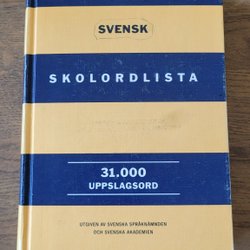 SVENSK
SKOLORDLISTA
31.000
UPPSLAGSORD
UTGIVEN AV SVENSKA SPRÅKNÄMNDEN
OCH SVENSKA AKADEMIEN